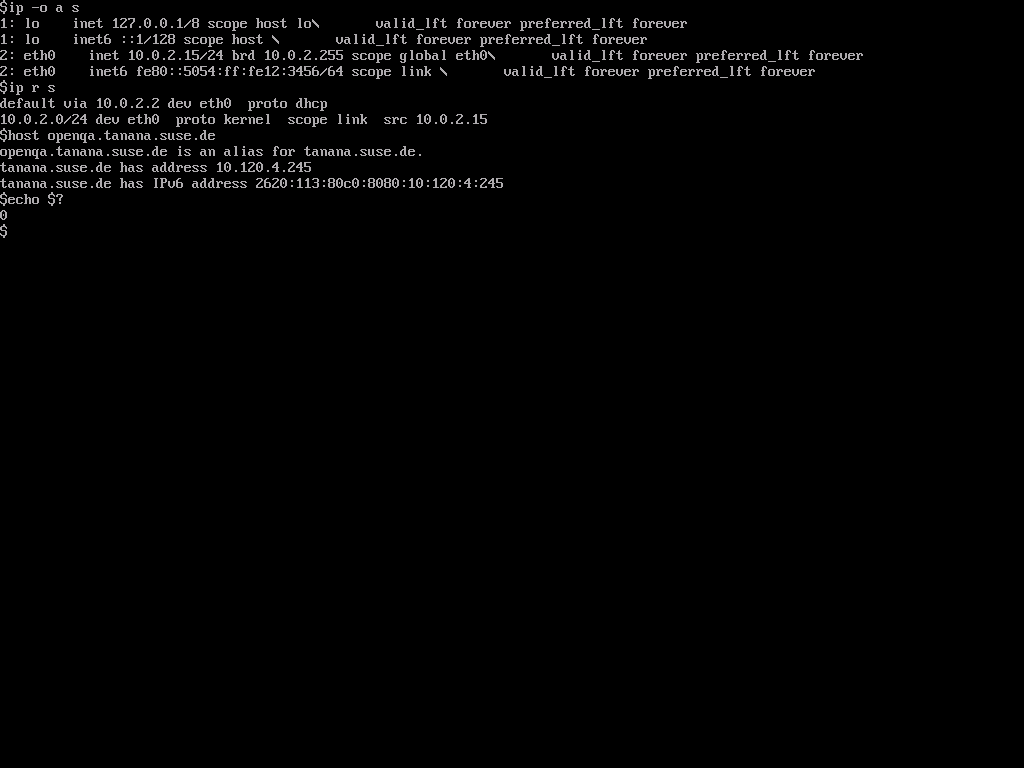 $ip -o a s
1: lo    inet 127.0.0.1/8 scope host lo\       valid_lft forever preferred_lft forever
1: lo    inet6 ::1/128 scope host \       valid_lft forever preferred_lft forever
2: eth0    inet 10.0.2.15/24 brd 10.0.2.255 scope global eth0\       valid_lft forever preferred_lft forever
2: eth0    inet6 fe80::5054:ff:fe12:3456/64 scope link \       valid_lft forever preferred_lft forever
$ip r s
default via 10.0.2.2 dev eth0  proto dhcp
10.0.2.0/24 dev eth0  proto kernel  scope link  src 10.0.2.15
$host openqa.tanana.suse.de
openqa.tanana.suse.de is an alias for tanana.suse.de.
tanana.suse.de has address 10.120.4.245
tanana.suse.de has IPv6 address 2620:113:80c0:8080:10:120:4:245
$echo $?
0
$